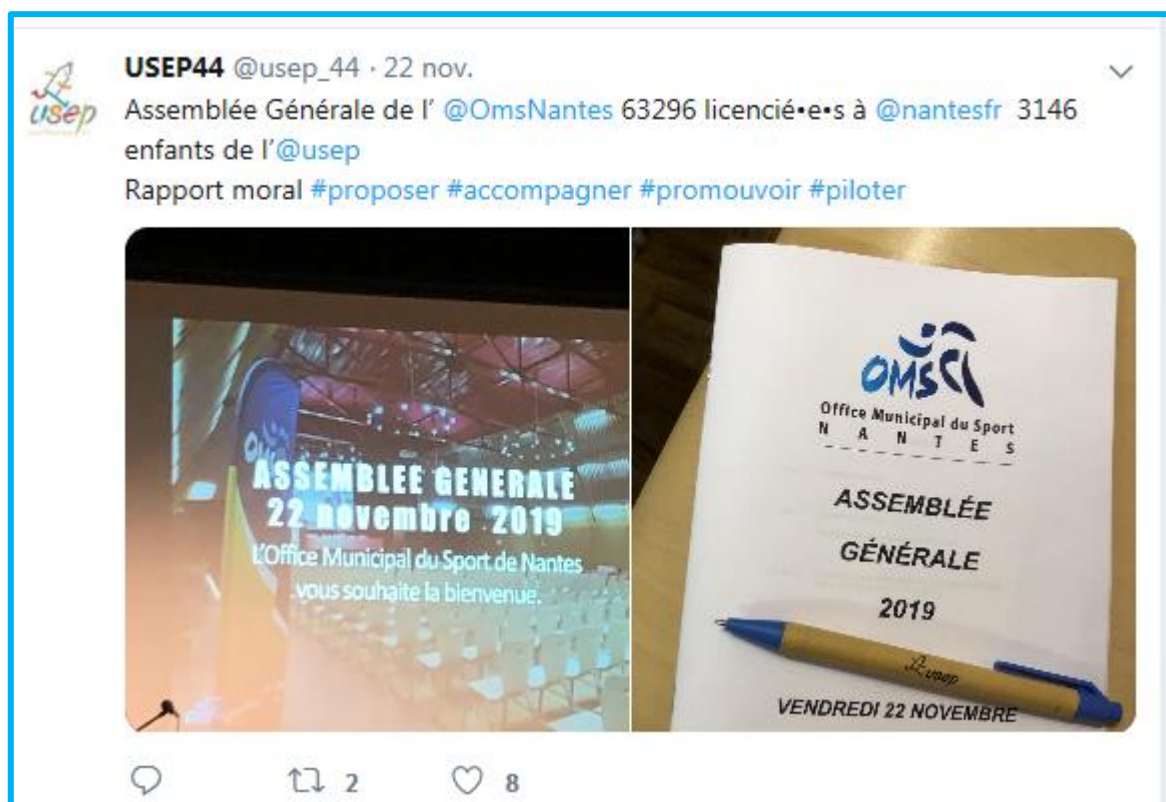 usep
USEP44 @usep_44 · 22 nov.
Assemblée Générale de l’ @OmsNantes 63296 licencié•e•s à @nantesfr 3146
enfants de l’@usep
Rapport moral #proposer #accompagner #promouvoir #piloter
ASSEMBLEE GENERALE
22 novembre 2019
L'Office Municipal du Sport de Nantes
vous souhaite la bienvenue.
OMS
Office Municipal du Sport
NANTES
ASSEMBLÉE
GÉNÉRALE
2019
usep
VENDREDI 22 NOVEMBRE
2
8